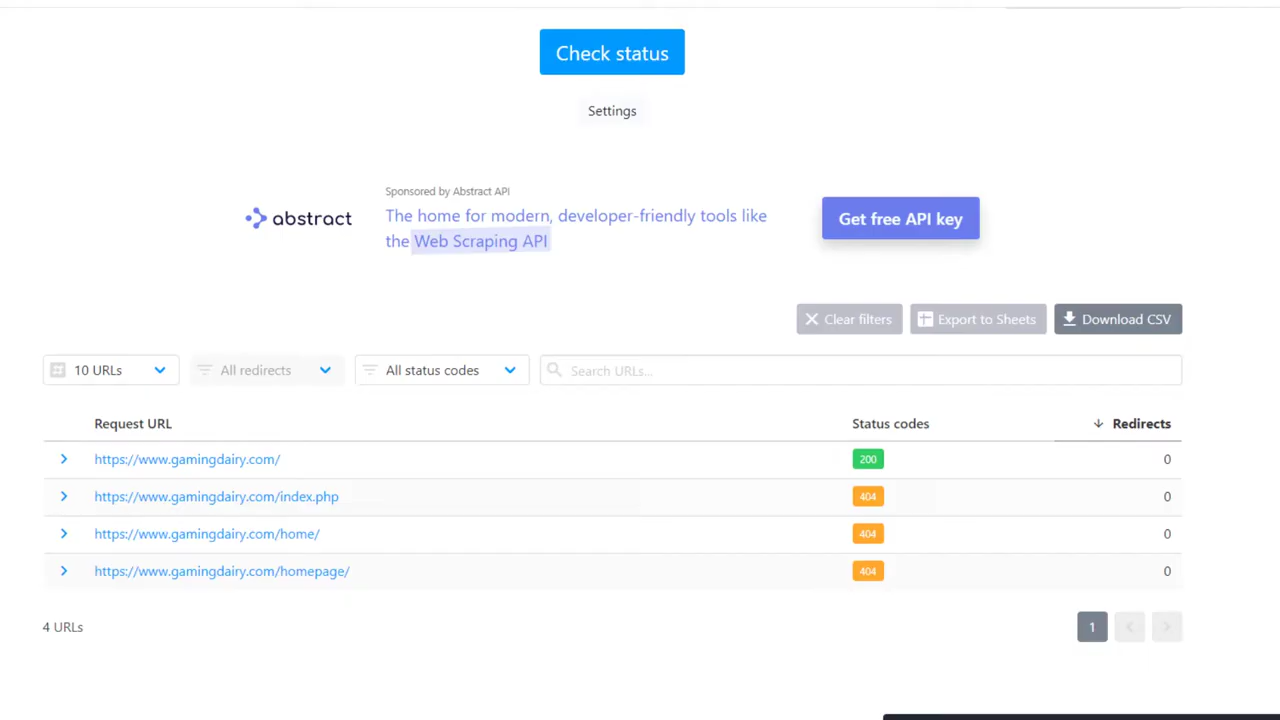 Check status
Settings
Sponsored by Abstract API
abstract
The home for modern, developer-friendly tools like
the Web Scraping API
Get free API key
Clear filters
Export to Sheets
Download CSV
10 URLs
All redirects
All status codes
Search URLs...
Request URL
Status codes
Redirects
https://www.gamingdairy.com/
200
0
https://www.gamingdairy.com/index.php
404
0
https://www.gamingdairy.com/home/
404
0
https://www.gamingdairy.com/homepage/
404
0
4 URLs
1